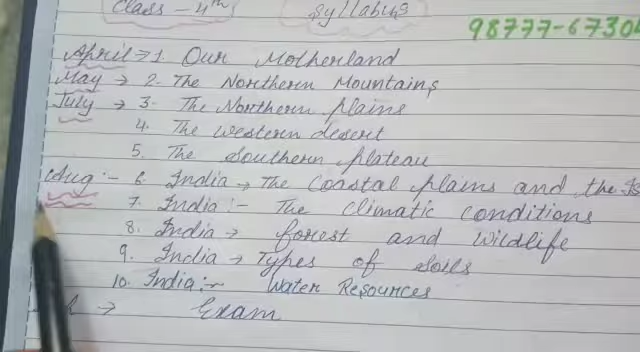 Class - 4th Syllabus
98777-6730
April → 1. Our Motherland
May → 2. The Northern Mountains
July → 3. The Northern Plains
4. The western desert
5. The Southern Plateau
Aug :- 6. India → The Coastal Plains and the
7. India :- The climatic conditions
8. India → forest and wildlife
9. India → Types of Soils
10. India :- Water Resources
→ Exam